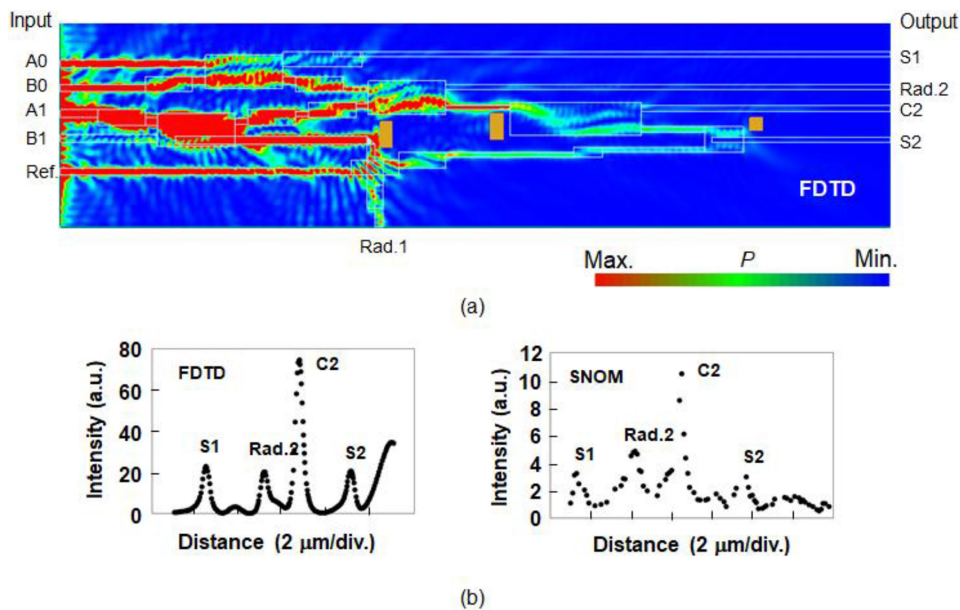 Input
Output
A0
B0
A1
B1
Ref.
S1
Rad.2
C2
S2
FDTD
Rad.1
Max.
P
Min.
(a)
80
60
40
20
0
Intensity (a.u.)
FDTD
S1
Rad.2
C2
S2
Distance (2 μm/div.)
12
10
8
6
4
2
0
Intensity (a.u.)
SNOM
S1
Rad.2
C2
S2
Distance (2 μm/div.)
(b)